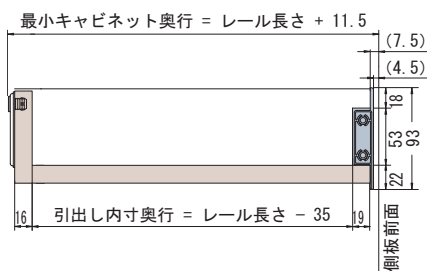 最小キャビネット奥行 = レール長さ + 11.5
(7.5)
(4.5)
18
53
93
22
16
引出し内寸奥行 = レール長さ − 35
19
側板前面